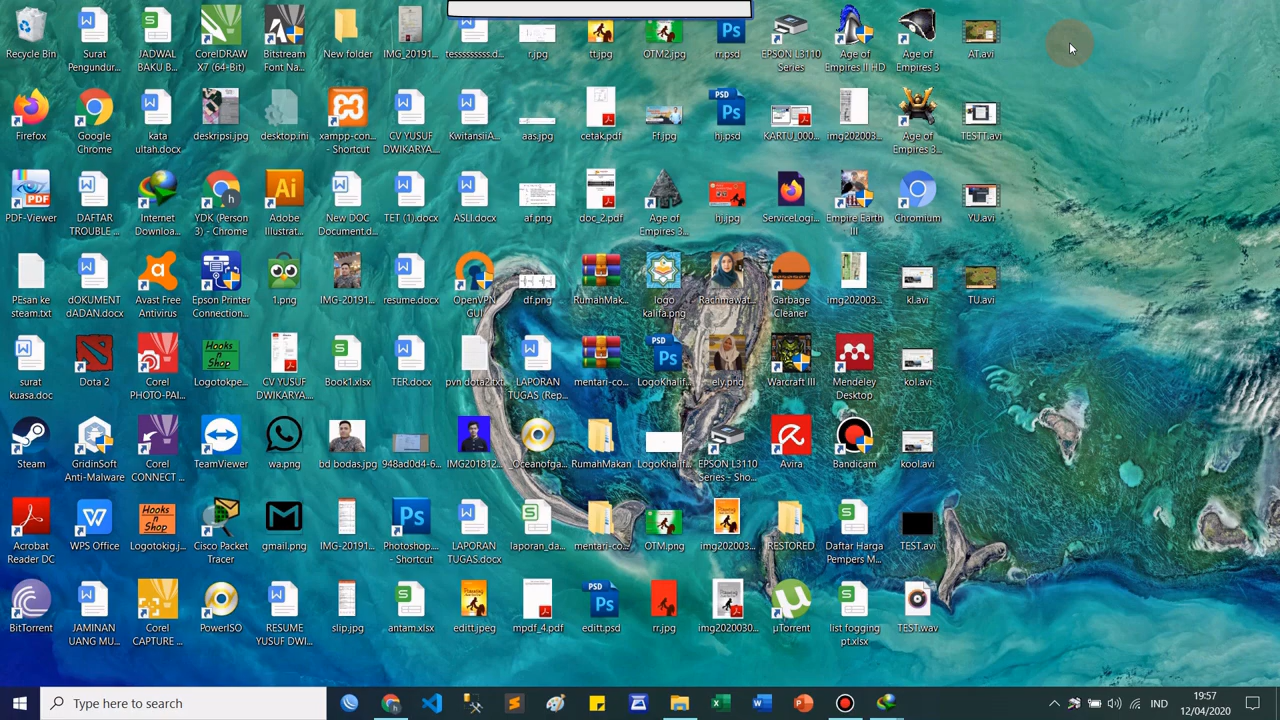 Recycle Bin
Surat
Pengundur...
JADWAL
BAKU B...
CorelDRAW
X7 (64-Bit)
Bitstream
Font Na...
New folder
IMG_20191...
tesssssssss.d...
r.jpg
tt.jpg
OTM2.jpg
rr.psd
EPSON L3110
Series
Age of
Empires II HD
Age of
Empires 3
AT.avi
Firefox
Google
Chrome
kata
ultah.docx
deskripsi.jpg
desktop.ini
xampp-con...
- Shortcut
CV YUSUF
DWIKARYA....
KwitansiiA...
aas.jpg
cetak.pdf
Ff.jpg
hj.psd
KARTU_000...
img202003...
Age of
Empires 3...
TESTT.avi
PDF-Viewer
DAFTAR
TROUBLE ...
Internet
Downloa...
YDK (Person
3) - Chrome
Adobe
Illustrat...
New DOC
Document.d...
TET (1).docx
ASLI.docx
af.png
doc_2.pdf
Age of
Empires 3...
hj.jpg
ServiceLogi...
Empire Earth
III
Chromium
YU.avi
PEsan ke
steam.txt
dOKUMENT
dADAN.docx
Avast Free
Antivirus
Epson Printer
Connection...
1.png
IMG-20191...
resume.docx
OpenVPN
GUI
df.png
RumahMak...
logo
kalifa.png
Rachmawat...
Garbage
Cleaner
img202003...
kl.avi
TU.avi
surat
kuasa.doc
Dota 2
Corel
PHOTO-PAI...
Hooks
n Shop
Logotokpe...
CV YUSUF
DWIKARYA....
Book1.xlsx
TER.docx
pvn dota2.txt
LAPORAN
TUGAS (Rep...
mentari-co...
LogoKhalif...
ely.png
Warcraft III
Mendeley
Desktop
kol.avi
Steam
GridinSoft
Anti-Malware
Corel
CONNECT ...
TeamViewer
wa.png
bd bodas.jpg
948ad0d4-6...
IMG201812...
_Oceanofga...
RumahMakan
LogoKhalif...
EPSON L3110
Series - Sho...
Avira
Bandicam
kool.avi
Acrobat
Reader DC
WPS Office
Hooks
n Shop
Logotokig.j...
Cisco Packet
Tracer
gmail.png
IMG-20191...
Photoshop....
- Shortcut
LAPORAN
TUGAS.docx
laporan_da...
mentari-co...
OTM.png
img202003...
RESTORED
Daftar Harga
Pempers M...
TEST.avi
BitTorrent
JAMINAN
UANG MU...
Corel
CAPTURE ...
PowerISO
RESUME
YUSUF DWI...
slip.jpg
antam.xlsx
editt.jpeg
mpdf_4.pdf
editt.psd
rr.jpg
img2020030...
µTorrent
list fogging
pt.xlsx
TEST.wav
Type here to search
IND
19:57
12/04/2020